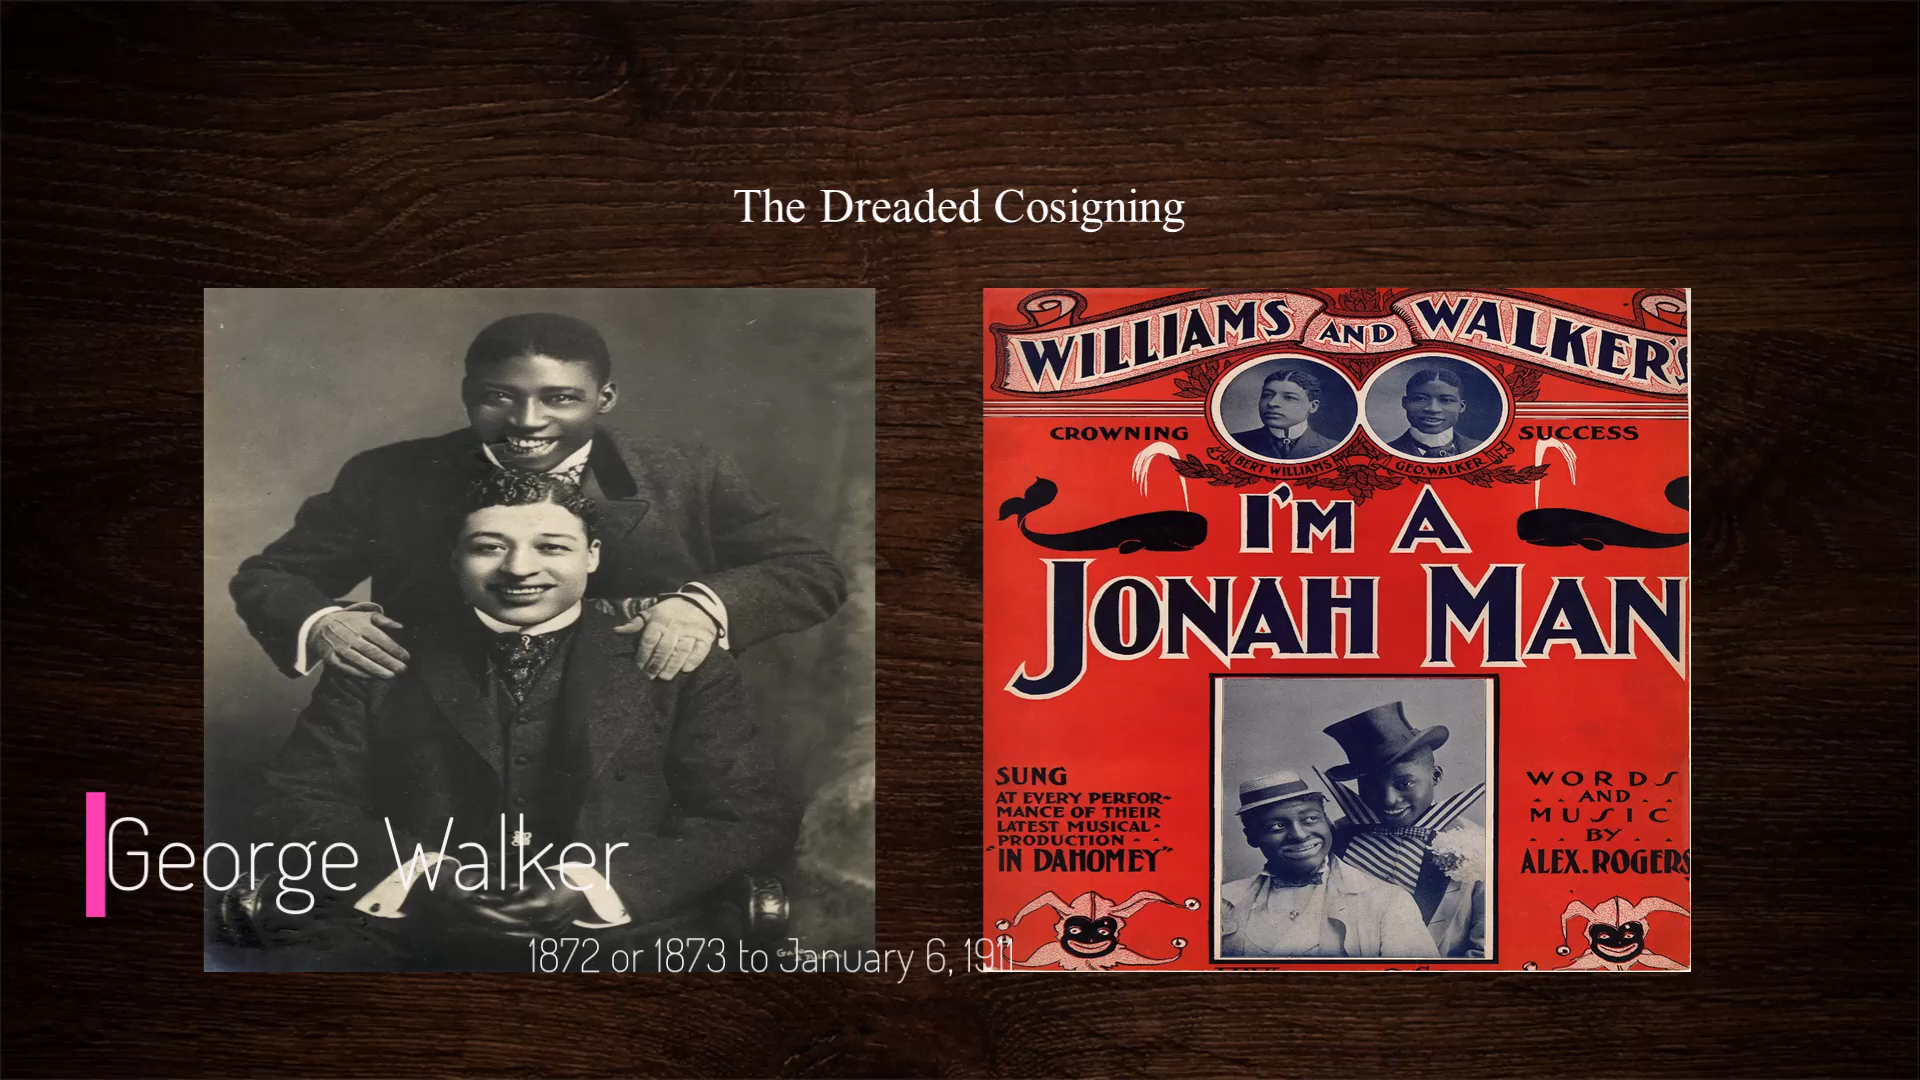 The Dreaded Cosigning
WILLIAMS AND WALKER'S
CROWNING SUCCESS
BERT WILLIAMS GEO. WALKER
I'M A
JONAH MAN
SUNG
AT EVERY PERFOR-
MANCE OF THEIR
LATEST MUSICAL-
PRODUCTION - -
"IN DAHOMEY"
WORDS
. . AND . .
MUSIC
. . BY . .
ALEX. ROGERS
George Walker
1872 or 1873 to January 6, 1911